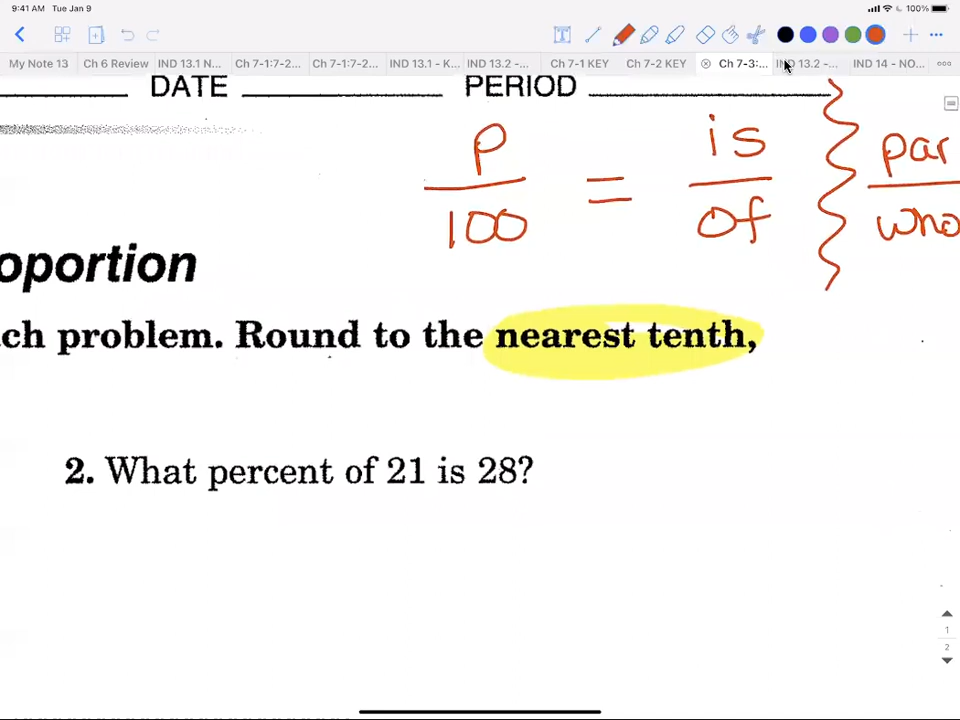 9:41 AM Tue Jan 9 100%
My Note 13 Ch 6 Review IND 13.1 N... Ch 7-1:7-2... Ch 7-1:7-2... IND 13.1 - K... IND 13.2 -... Ch 7-1 KEY Ch 7-2 KEY Ch 7-3:... IND 13.2 -... IND 14 - NO...
DATE PERIOD
P is par
100 = of who
oportion
ch problem. Round to the nearest tenth,
2. What percent of 21 is 28?
1
2